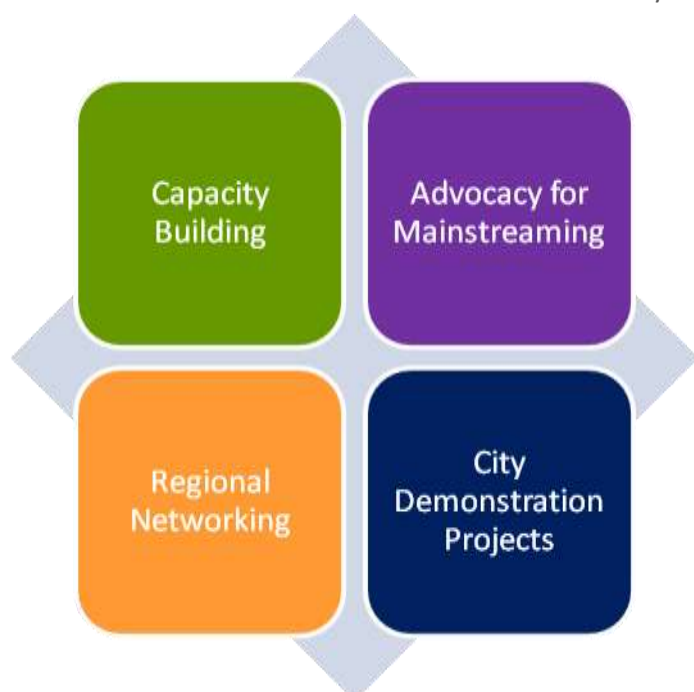 Capacity
Building
Advocacy for
Mainstreaming
Regional
Networking
City
Demonstration
Projects